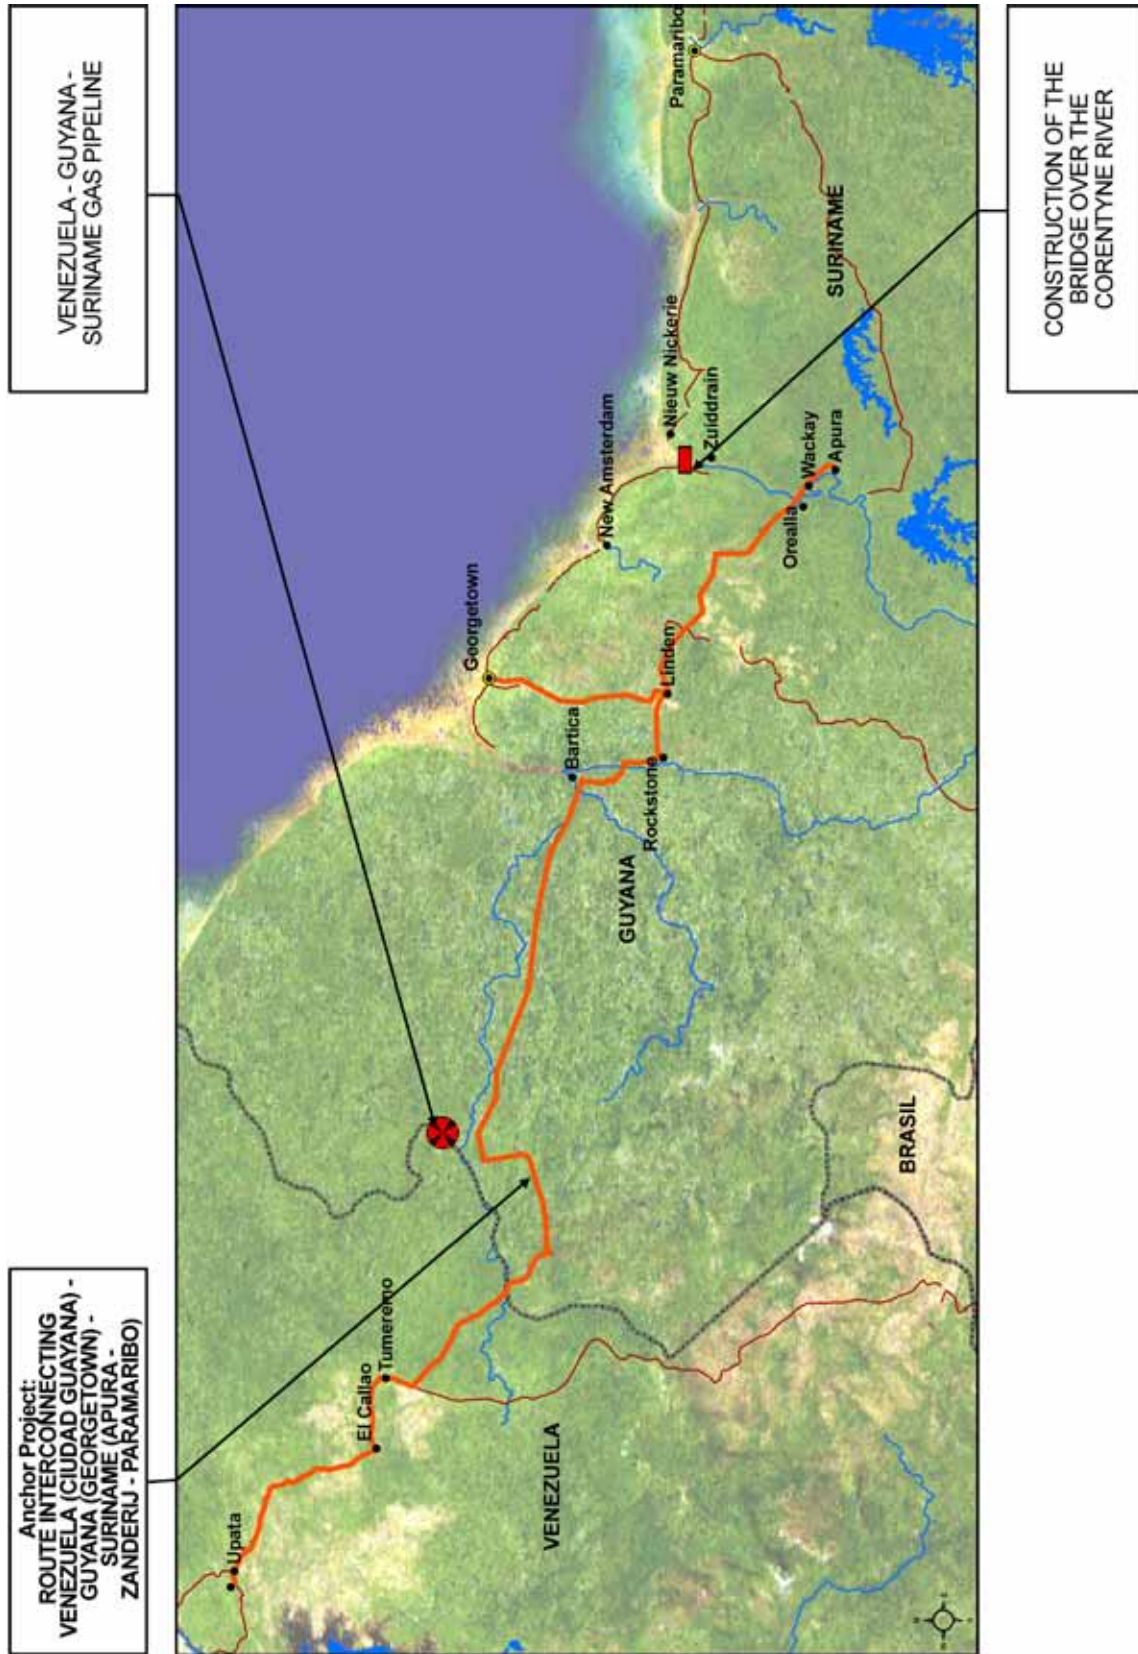 Anchor Project:
ROUTE INTERCONNECTING
VENEZUELA (CIUDAD GUAYANA) -
GUYANA (GEORGETOWN) -
SURINAME (APURA -
ZANDERIJ - PARAMARIBO)
VENEZUELA - GUYANA -
SURINAME GAS PIPELINE
Upata
El Callao
Tumeremo
VENEZUELA
Georgetown
Bartica
Rockstone
Linden
GUYANA
BRASIL
New Amsterdam
Nieuw Nickerie
Zuiddrain
Orealla
Wackay
Apura
Paramaribo
SURINAME
CONSTRUCTION OF THE
BRIDGE OVER THE
CORENTYNE RIVER